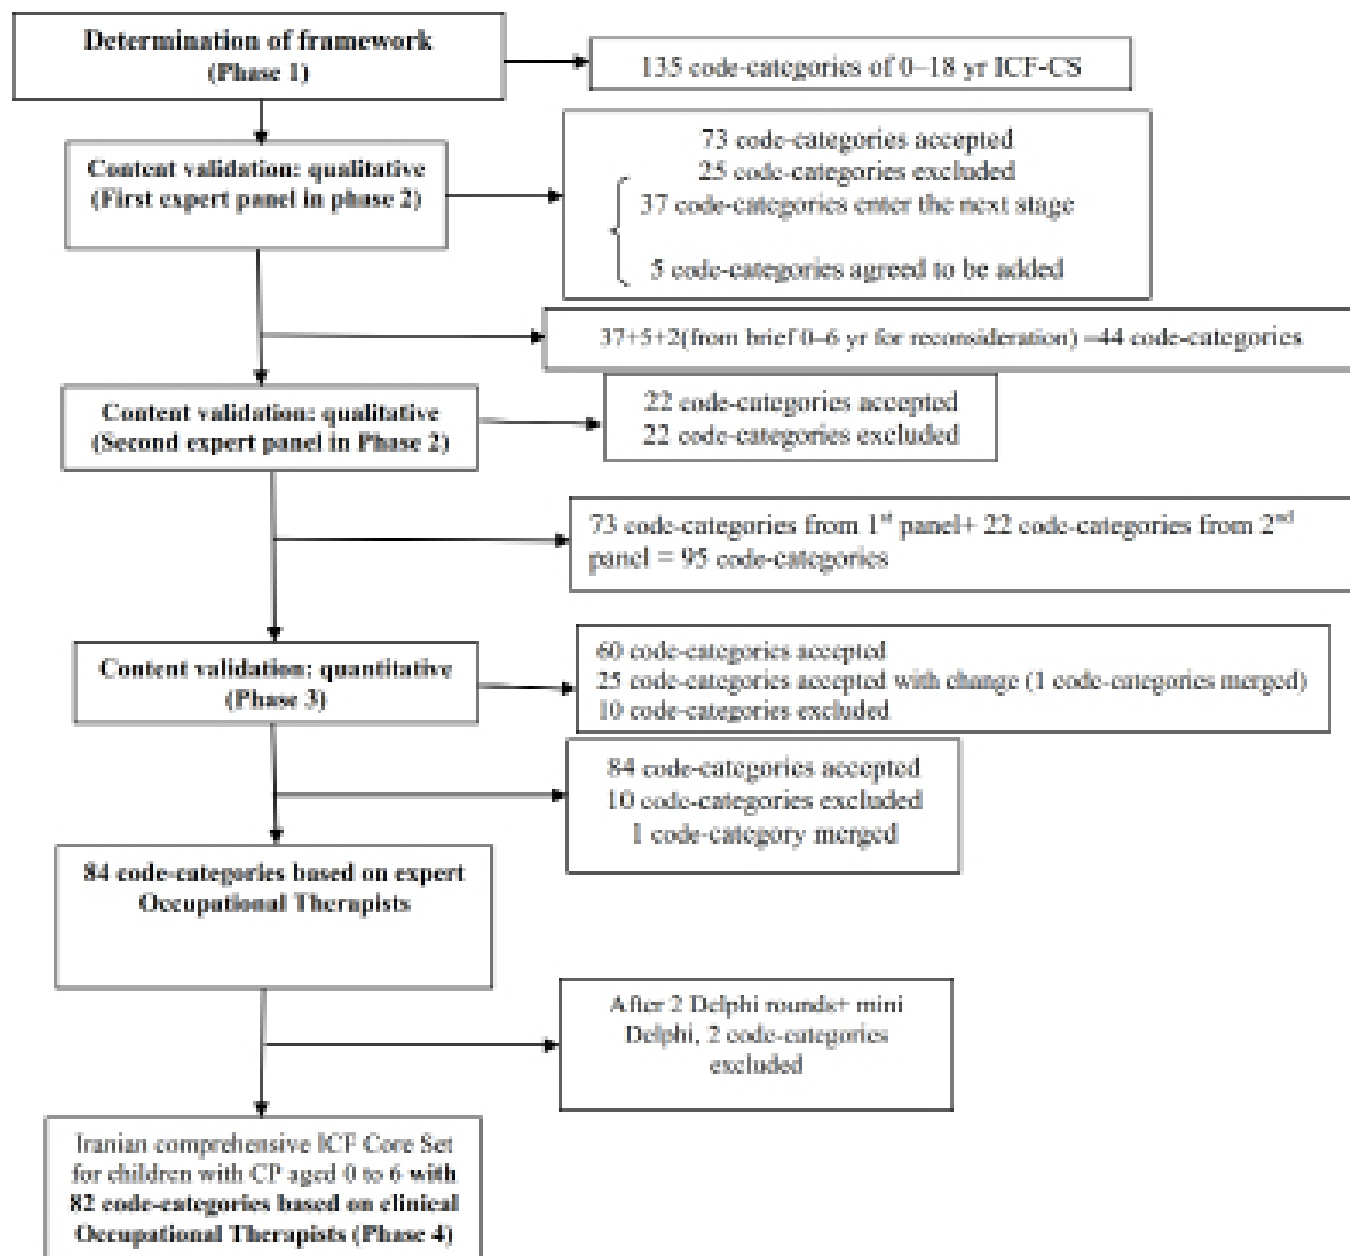 Determination of framework
(Phase 1)
135 code-categories of 0–18 yr ICF-CS
Content validation: qualitative
(First expert panel in phase 2)
73 code-categories accepted
25 code-categories excluded
37 code-categories enter the next stage
5 code-categories agreed to be added
37+5+2(from brief 0–6 yr for reconsideration) =44 code-categories
Content validation: qualitative
(Second expert panel in Phase 2)
22 code-categories accepted
22 code-categories excluded
73 code-categories from 1st panel+ 22 code-categories from 2nd
panel = 95 code-categories
Content validation: quantitative
(Phase 3)
60 code-categories accepted
25 code-categories accepted with change (1 code-categories merged)
10 code-categories excluded
84 code-categories accepted
10 code-categories excluded
1 code-category merged
84 code-categories based on expert
Occupational Therapists
After 2 Delphi rounds+ mini
Delphi, 2 code-categories
excluded
Iranian comprehensive ICF Core Set
for children with CP aged 0 to 6 with
82 code-categories based on clinical
Occupational Therapists (Phase 4)